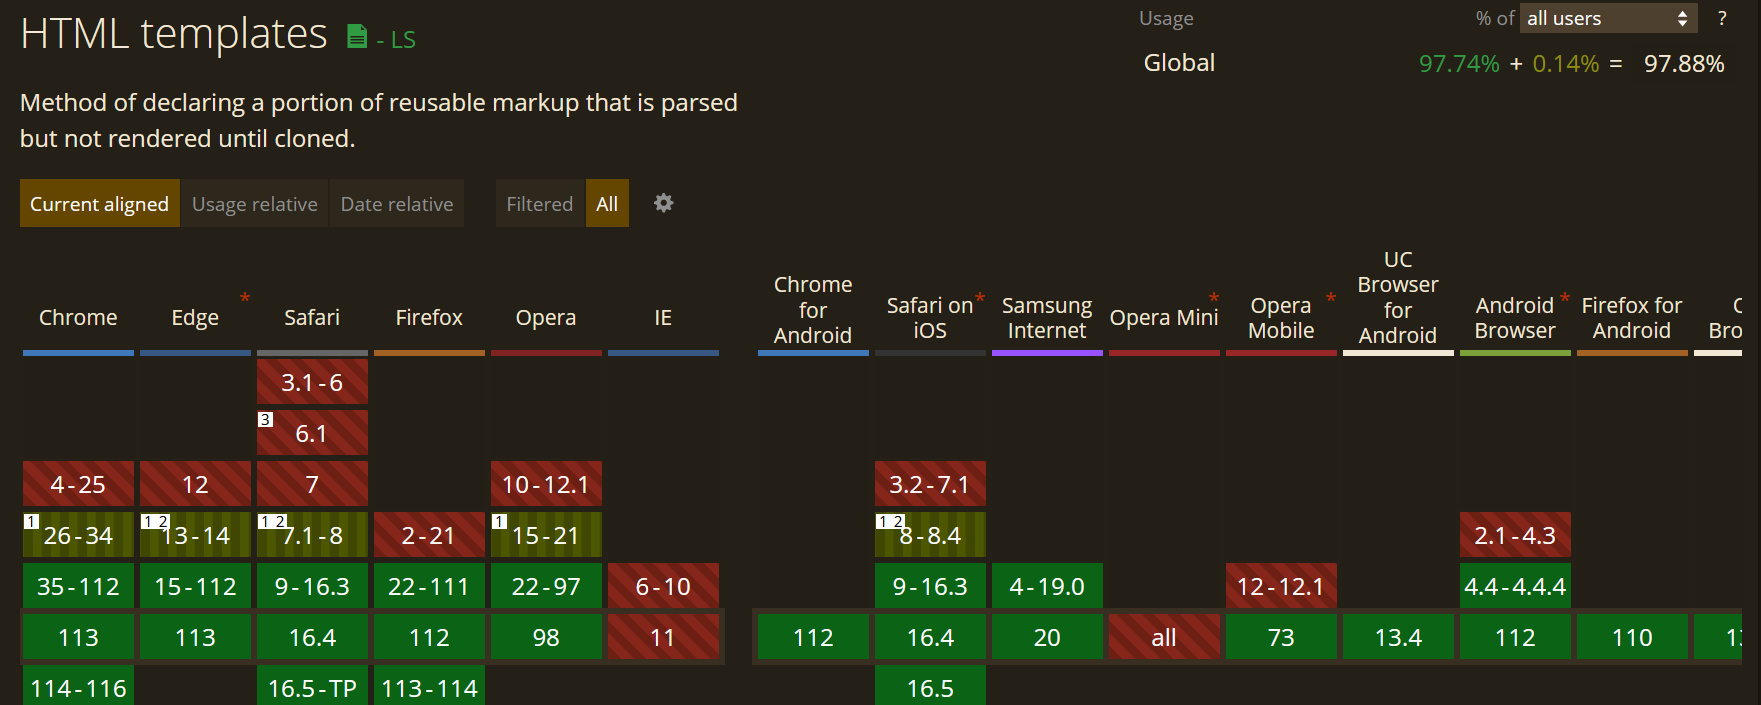 HTML templates - LS
Usage % of all users ?
Global 97.74% + 0.14% = 97.88%
Method of declaring a portion of reusable markup that is parsed
but not rendered until cloned.
Current aligned Usage relative Date relative Filtered All
Chrome Edge * Safari Firefox Opera IE
Chrome for Android
Safari on iOS *
Samsung Internet
Opera Mini *
Opera Mobile *
UC Browser for Android
Android Browser *
Firefox for Android
3.1-6
3 6.1
4-25 12 7 10-12.1 3.2-7.1
1 26-34 1 2 13-14 1 2 7.1-8 2-21 1 15-21 1 2 8-8.4 2.1-4.3
35-112 15-112 9-16.3 22-111 22-97 6-10 9-16.3 4-19.0 12-12.1 4.4-4.4.4
113 113 16.4 112 98 11 112 16.4 20 all 73 13.4 112 110
114-116 16.5-TP 113-114 16.5